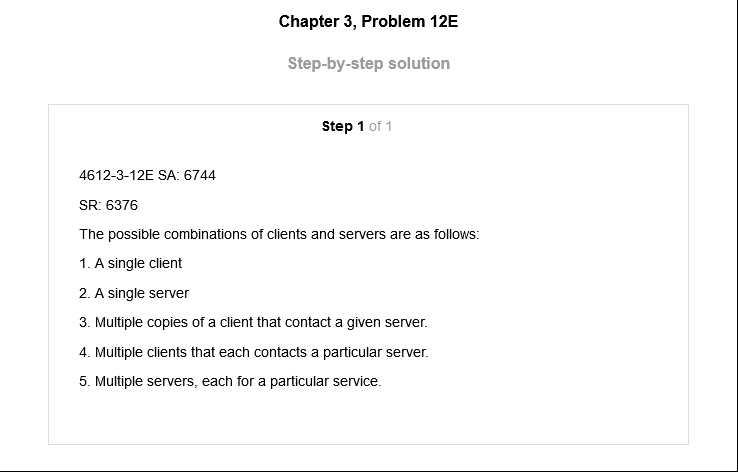 Chapter 3, Problem 12E
Step-by-step solution
Step 1 of 1
4612-3-12E SA: 6744
SR: 6376
The possible combinations of clients and servers are as follows:
1. A single client
2. A single server
3. Multiple copies of a client that contact a given server.
4. Multiple clients that each contacts a particular server.
5. Multiple servers, each for a particular service.